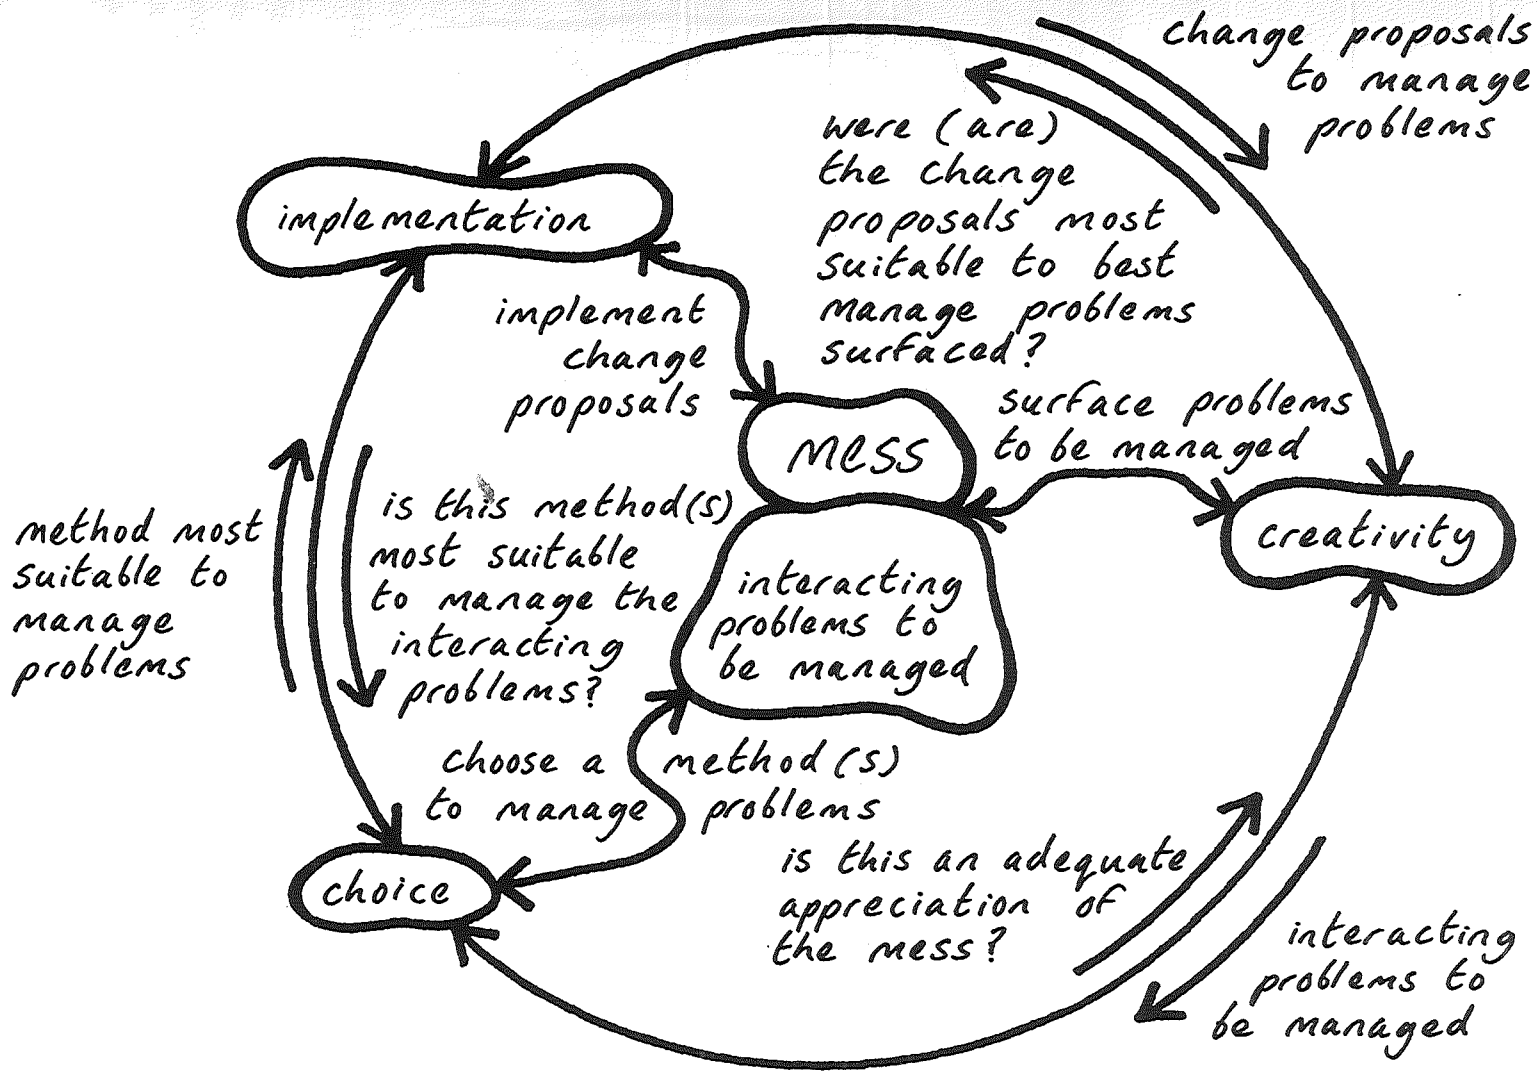 change proposals
to manage
problems
were (are)
the change
proposals most
suitable to best
manage problems
surfaced?
implementation
implement
change
proposals
surface problems
to be managed
mess
creativity
method most
suitable to
manage
problems
is this method(s)
most suitable
to manage the
interacting
problems?
interacting
problems to
be managed
choose a method(s)
to manage problems
choice
is this an adequate
appreciation of
the mess?
interacting
problems to
be managed